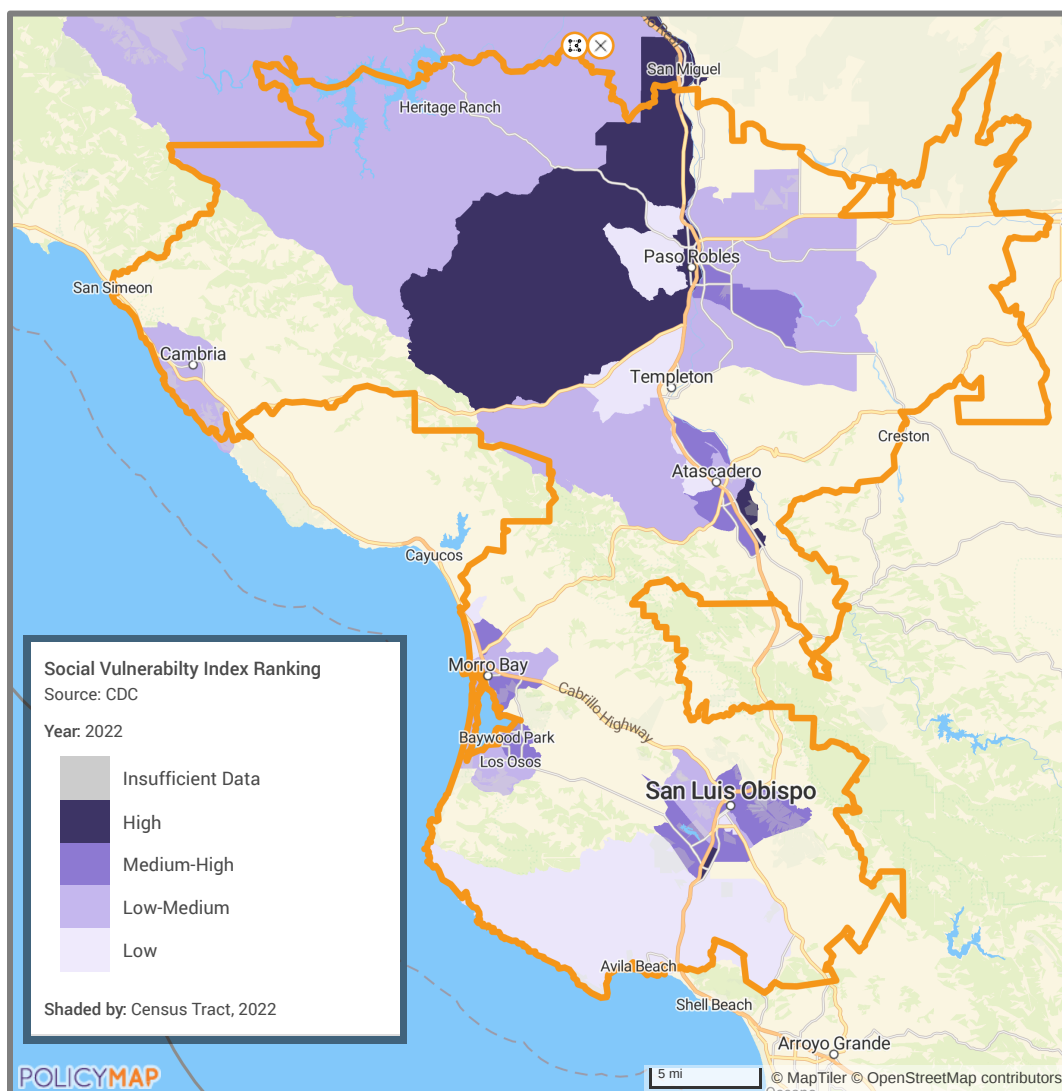 San Miguel
Heritage Ranch
Paso Robles
San Simeon
Cambria
Templeton
Creston
Atascadero
Cayucos
Morro Bay
Cabrillo Highway
Baywood Park
Los Osos
San Luis Obispo
Avila Beach
Shell Beach
Arroyo Grande
Social Vulnerabilty Index Ranking
Source: CDC
Year: 2022
Insufficient Data
High
Medium-High
Low-Medium
Low
Shaded by: Census Tract, 2022
POLICYMAP
5 mi
© MapTiler © OpenStreetMap contributors